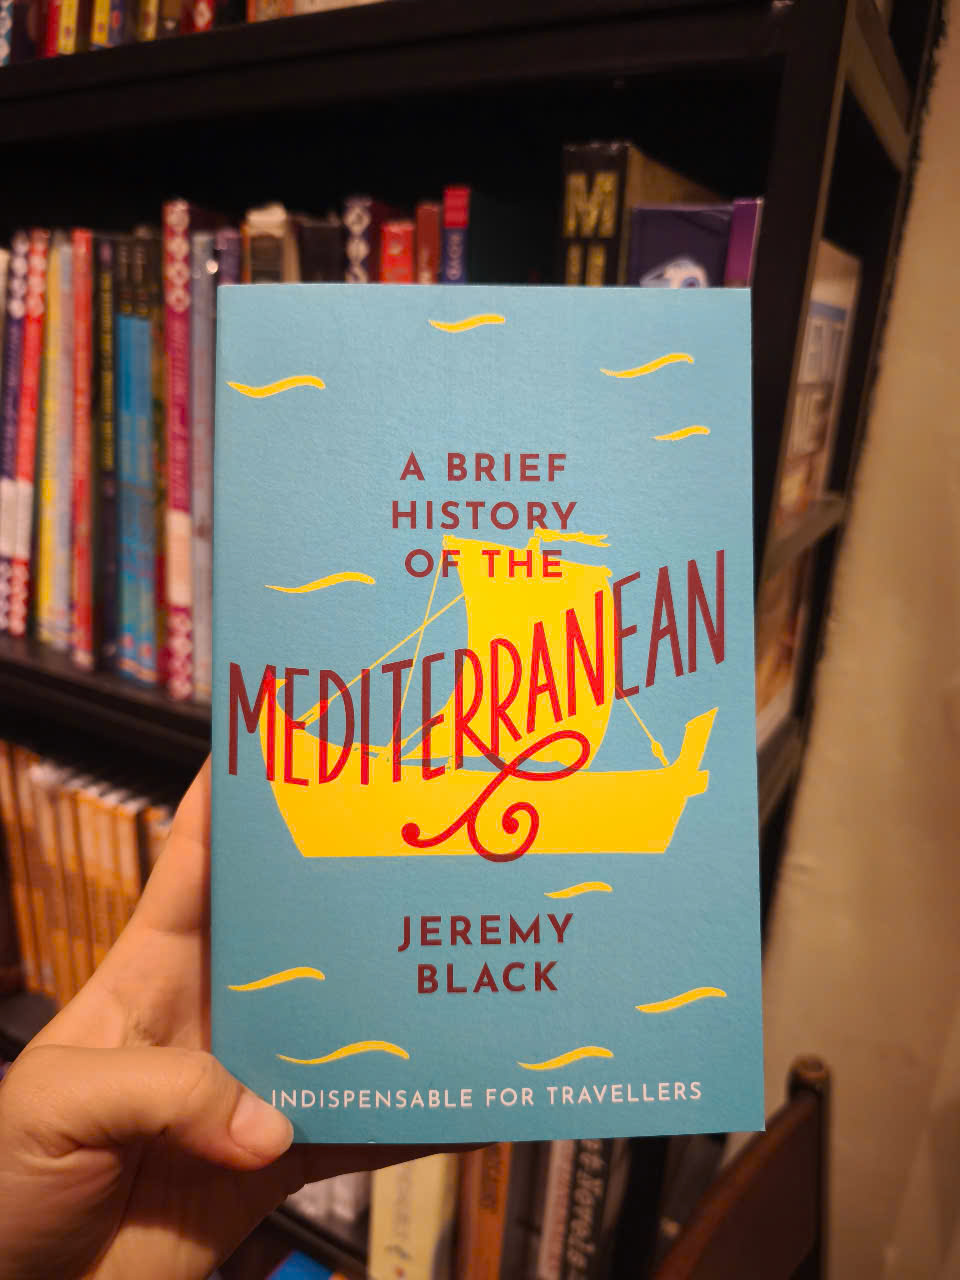 A BRIEF
HISTORY
OF THE
MEDITERRANEAN
JEREMY
BLACK
INDISPENSABLE FOR TRAVELLERS